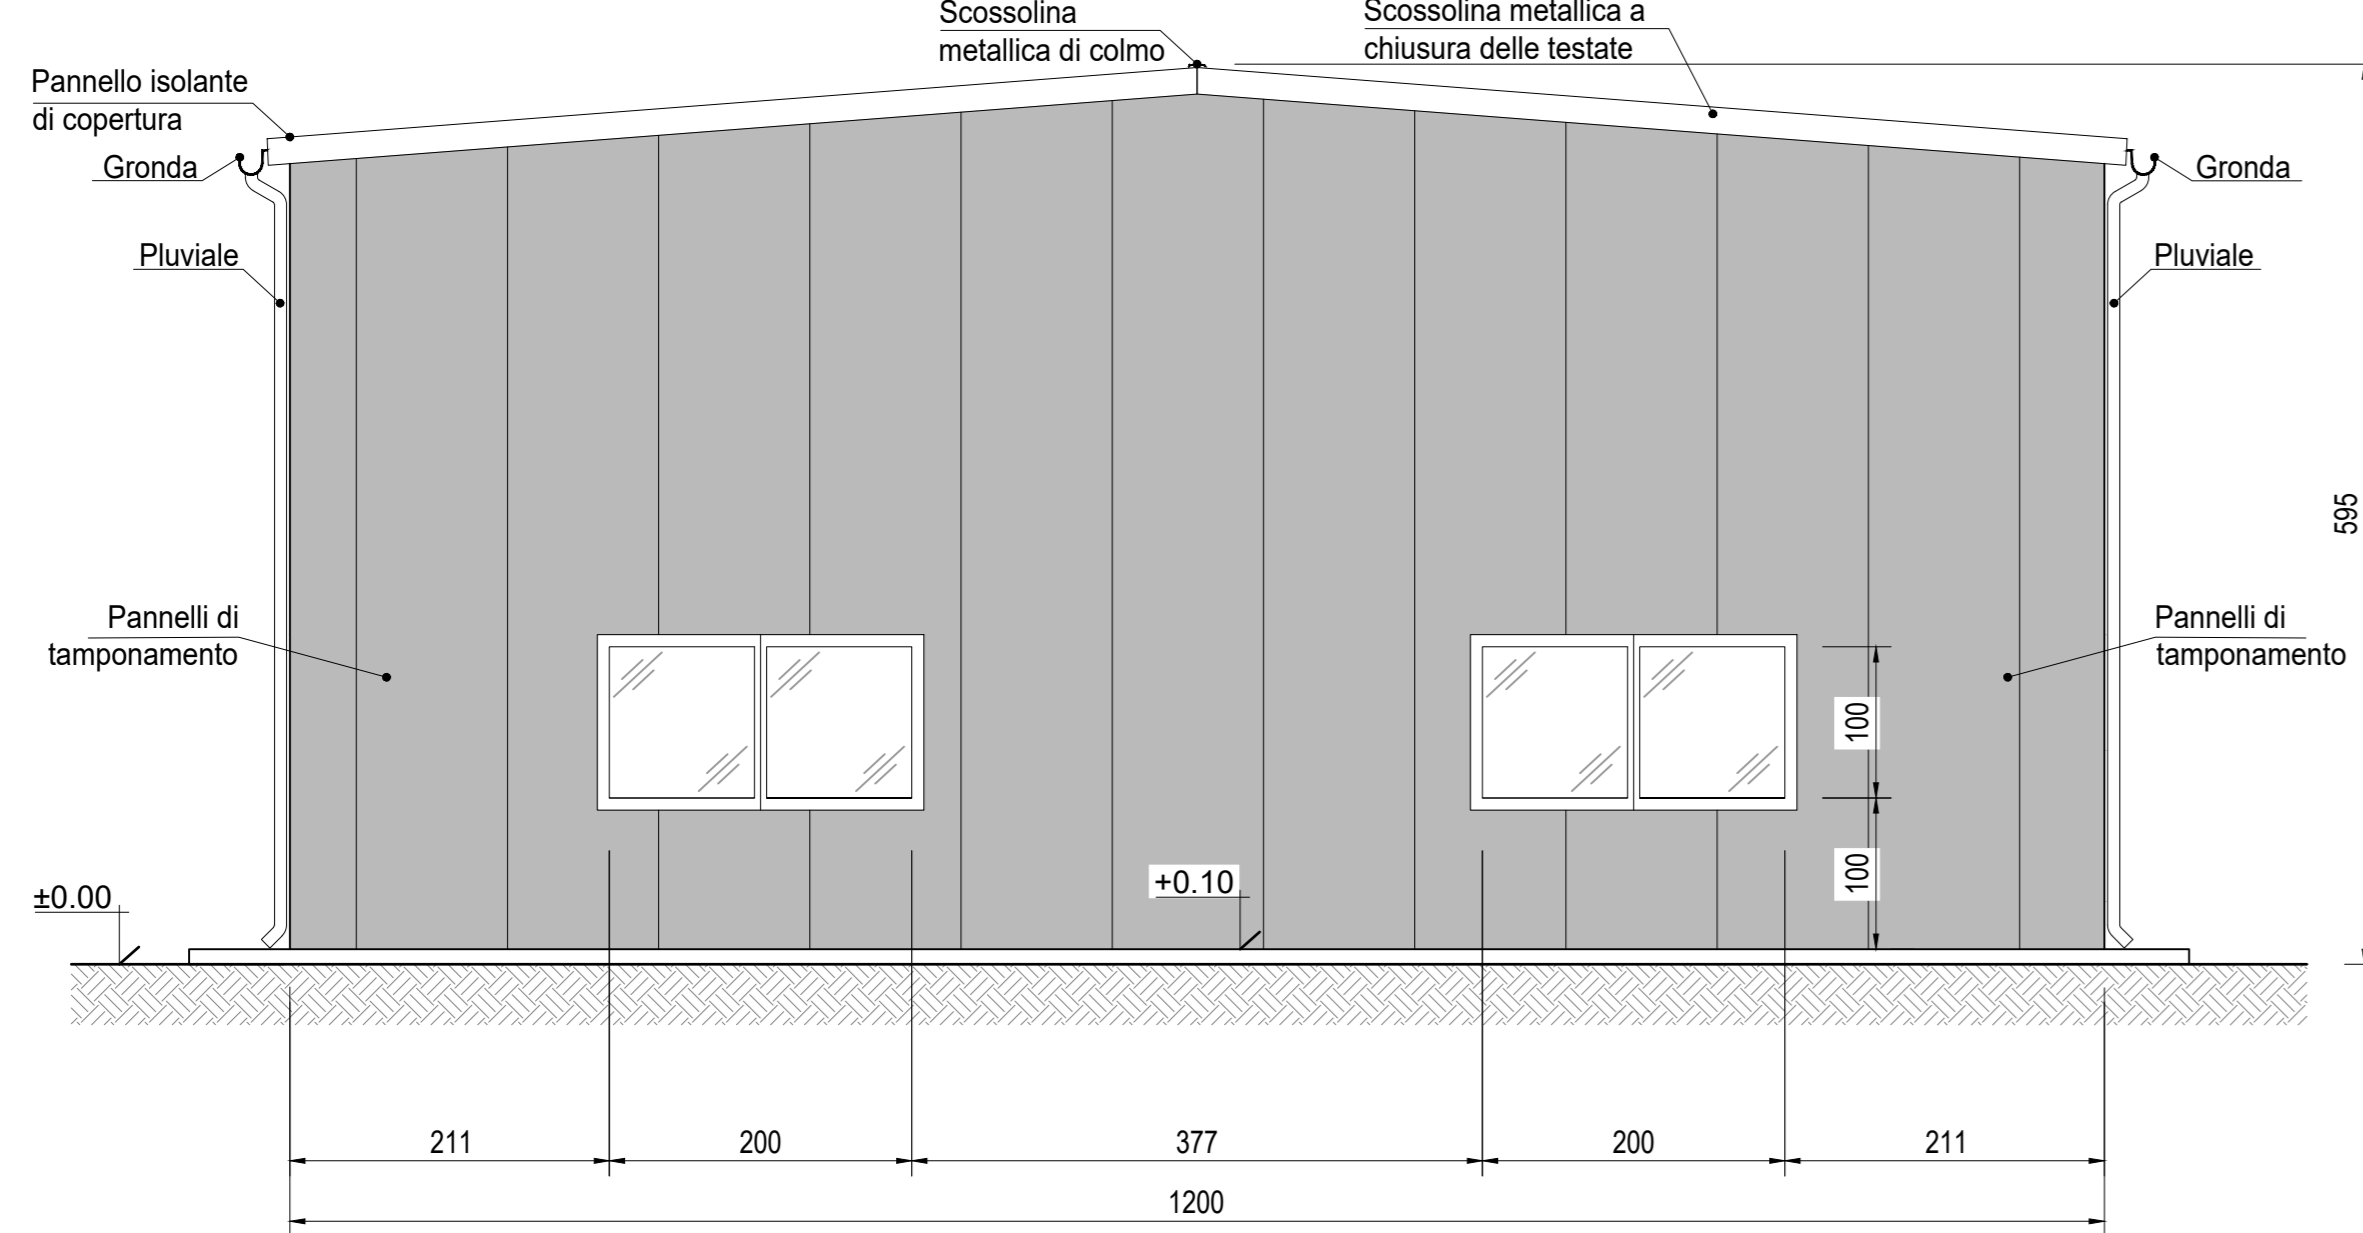 Scossolina
metallica di colmo
Scossolina metallica a
chiusura delle testate
Pannello isolante
di copertura
Gronda
Gronda
Pluviale
Pluviale
595
Pannelli di
tamponamento
Pannelli di
tamponamento
100
100
±0.00
+0.10
211
200
377
200
211
1200